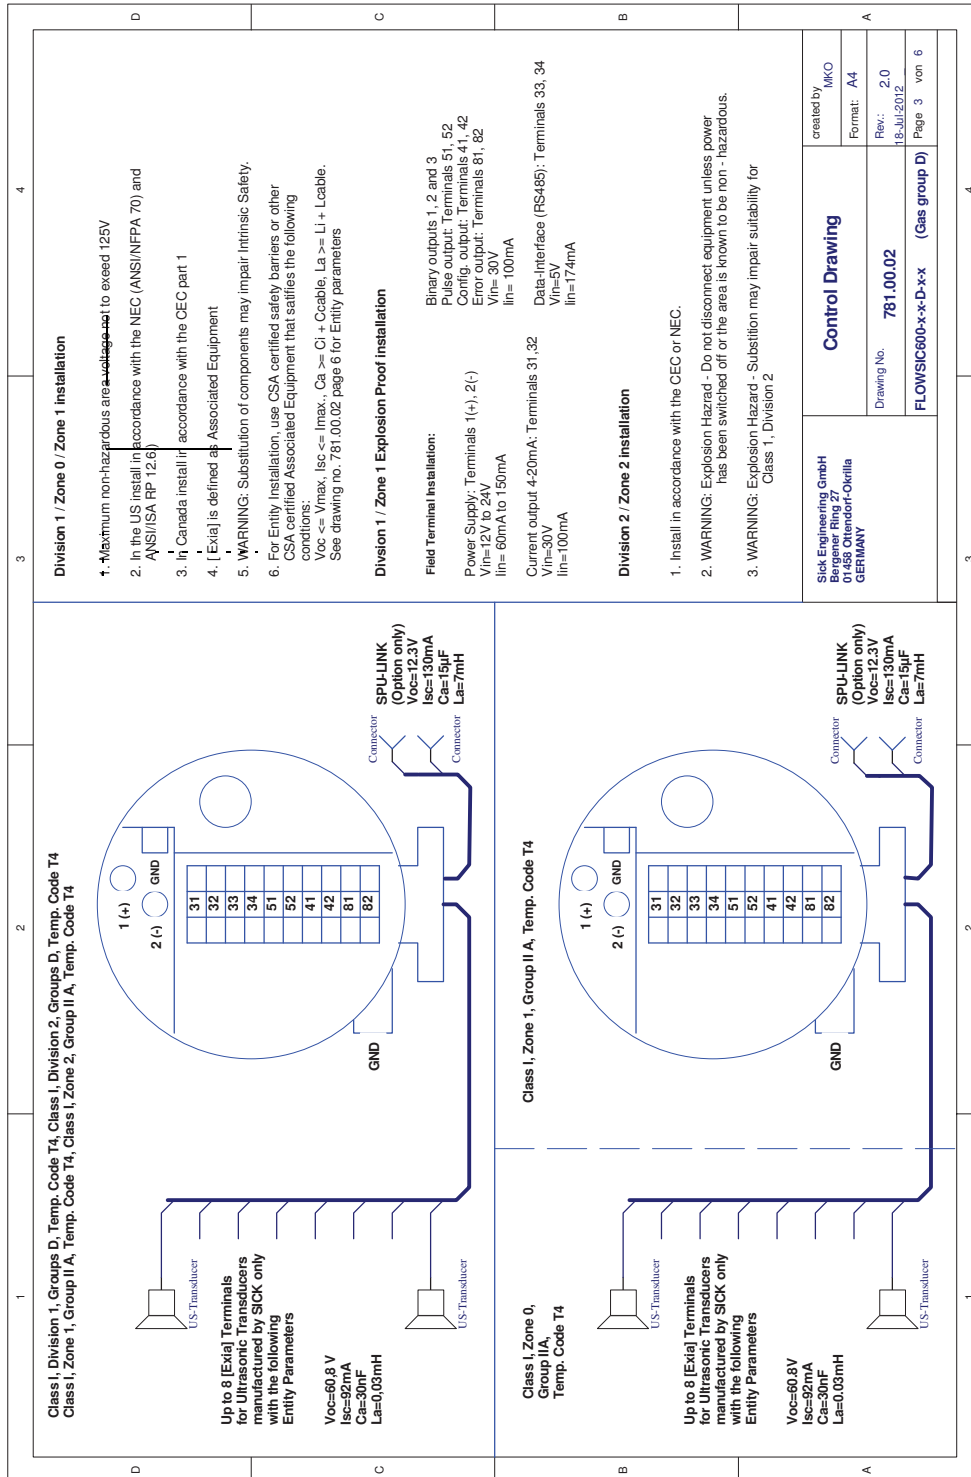 1
2
3
4
D
C
B
A
Class I, Division 1, Groups D, Temp. Code T4, Class I, Division 2, Groups D, Temp. Code T4
Class I, Zone 1, Group II A, Temp. Code T4, Class I, Zone 2, Group II A, Temp. Code T4
US-Transducer
US-Transducer
Up to 8 [Exia] Terminals
for Ultrasonic Transducers
manufactured by SICK only
with the following
Entity Parameters
Voc=60,8 V
Isc=92mA
Ca=30nF
La=0,03mH
1 (+)
2 (-)
GND
31
32
33
34
51
52
41
42
81
82
GND
Connector
Connector
SPU-LINK
(Option only)
Voc=12.3V
Isc=130mA
Ca=15µF
La=7mH
Class I, Zone 0,
Group IIA,
Temp. Code T4
Class I, Zone 1, Group II A, Temp. Code T4
US-Transducer
US-Transducer
Up to 8 [Exia] Terminals
for Ultrasonic Transducers
manufactured by SICK only
with the following
Entity Parameters
Voc=60.8V
Isc=92mA
Ca=30nF
La=0.03mH
1 (+)
2 (-)
GND
31
32
33
34
51
52
41
42
81
82
GND
Connector
Connector
SPU-LINK
(Option only)
Voc=12.3V
Isc=130mA
Ca=15µF
La=7mH
Division 1 / Zone 0 / Zone 1 installation
1. Maximum non-hazardous area voltage not to exceed 125V
2. In the US install in accordance with the NEC (ANSI/NFPA 70) and
ANSI/ISA RP 12.6)
3. In Canada install in accordance with the CEC part 1
4. [Exia] is defined as Associated Equipment
5. WARNING: Substitution of components may impair Intrinsic Safety.
6. For Entity Installation, use CSA certified safety barriers or other
CSA certified Associated Equipment that satifies the following
condtions:
Voc <= Vmax, Isc <= Imax., Ca >= Ci + Ccable, La >= Li + Lcable.
See drawing no. 781.00.02 page 6 for Entity parameters
Divsion 1 / Zone 1 Explosion Proof installation
Field Terminal Installation:
Power Supply: Terminals 1(+), 2(-)
Vin=12V to 24V
Iin= 60mA to 150mA
Current output 4-20mA: Terminals 31,32
Vin=30V
Iin=100mA
Binary outputs 1, 2 and 3
Pulse output: Terminals 51, 52
Config. output: Terminals 41, 42
Error output: Terminals 81, 82
Vin= 30V
Iin= 100mA
Data-Interface (RS485): Terminals 33, 34
Vin=5V
Iin=174mA
Division 2 / Zone 2 installation
1. Install in accordance with the CEC or NEC.
2. WARNING: Explosion Hazrad - Do not disconnect equipment unless power
has been switched off or the area is known to be non - hazardous.
3. WARNING: Explosion Hazard - Substition may impair suitability for
Class 1, Division 2
Sick Engineering GmbH
Bergener Ring 27
01458 Ottendorf-Okrilla
GERMANY
Control Drawing
Drawing No. 781.00.02
FLOWSIC600-x-x-D-x-x (Gas group D)
created by
MKO
Format: A4
Rev.: 2.0
18-Jul-2012
Page 3 von 6
D
C
B
A
1
2
3
4